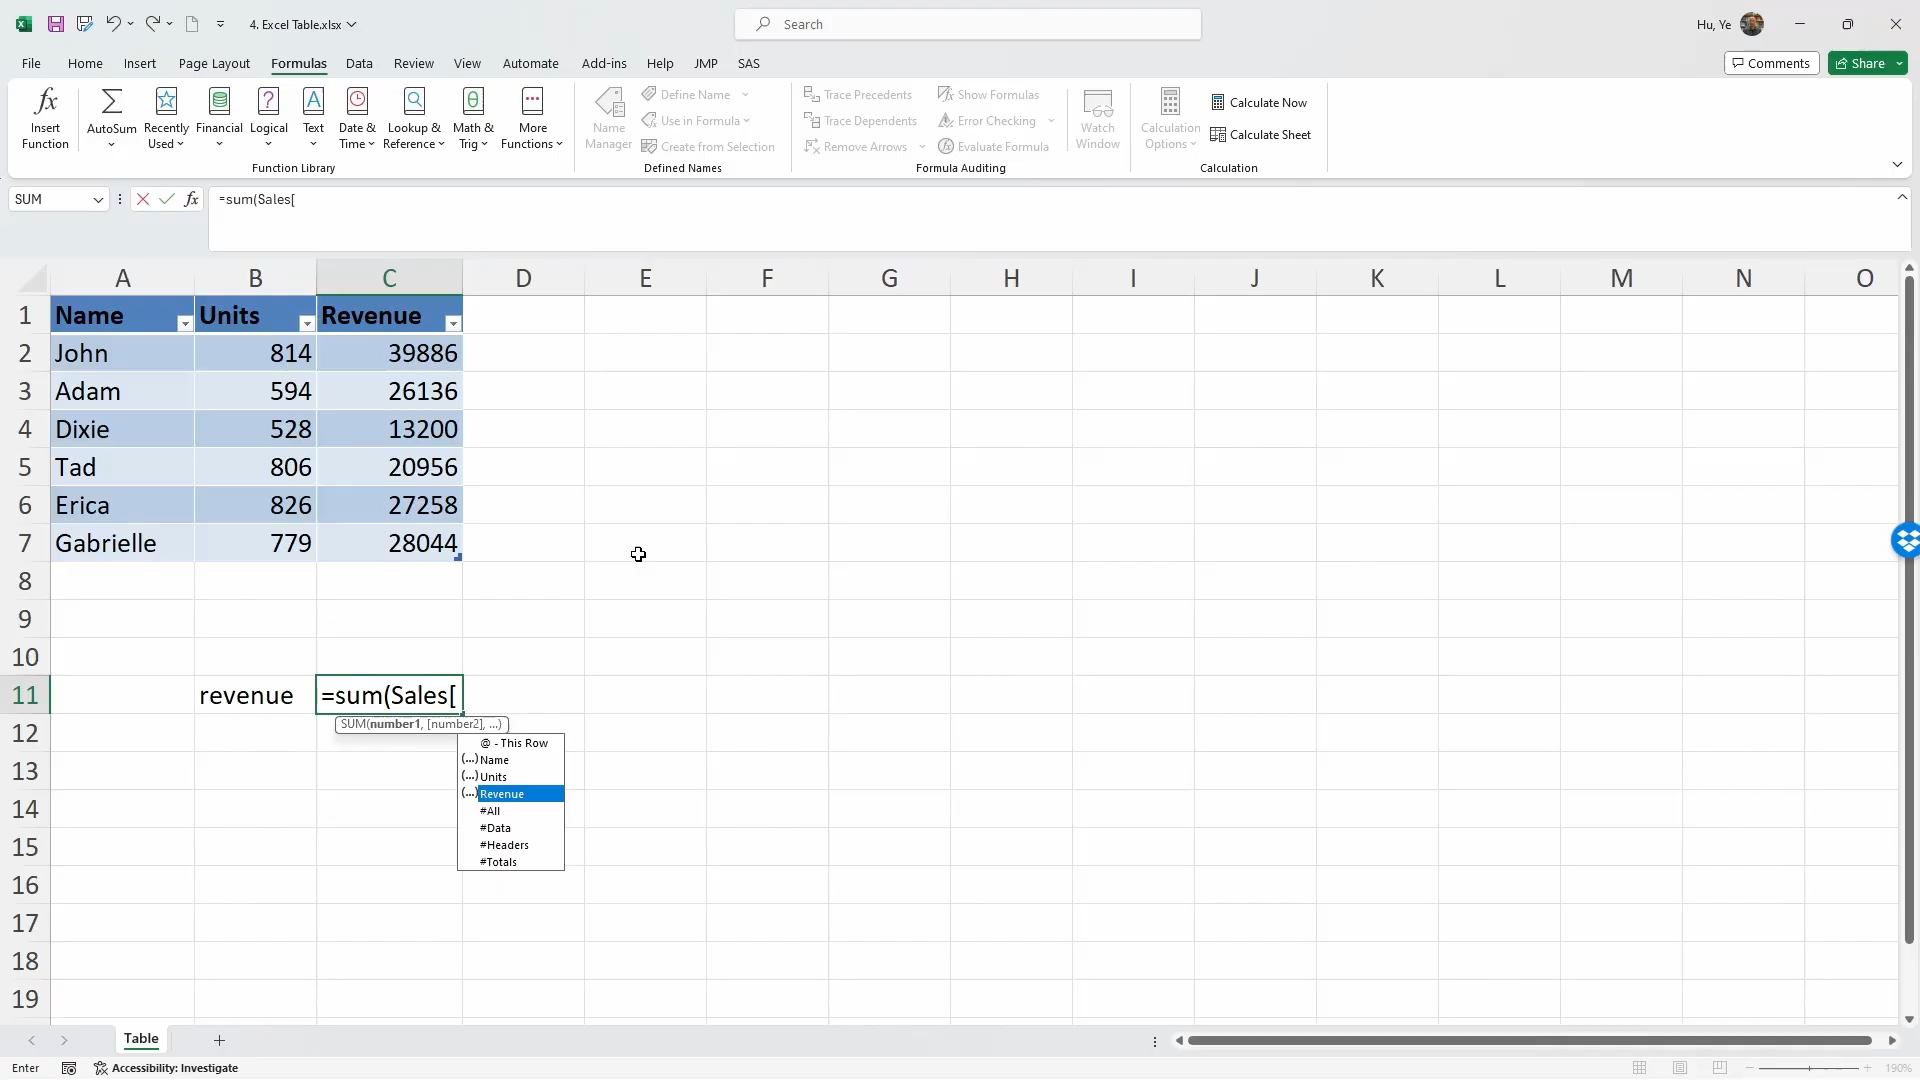 4. Excel Table.xlsx
Search
Hu, Ye
File Home Insert Page Layout Formulas Data Review View Automate Add-ins Help JMP SAS
Comments Share
Insert Function
AutoSum
Recently Used
Financial
Logical
Text
Date & Time
Lookup & Reference
Math & Trig
More Functions
Function Library
Name Manager
Define Name
Use in Formula
Create from Selection
Defined Names
Trace Precedents
Trace Dependents
Remove Arrows
Show Formulas
Error Checking
Evaluate Formula
Formula Auditing
Watch Window
Calculation Options
Calculate Now
Calculate Sheet
Calculation
SUM fx =sum(Sales[
A B C D E F G H I J K L M N O
1 Name Units Revenue
2 John 814 39886
3 Adam 594 26136
4 Dixie 528 13200
5 Tad 806 20956
6 Erica 826 27258
7 Gabrielle 779 28044
8
9
10
11 revenue =sum(Sales[
SUM(number1, [number2], ...)
12
@ - This Row
(...) Name
13
(...) Units
(...) Revenue
14
#All
#Data
15
#Headers
#Totals
16
17
18
19
Table
Enter Accessibility: Investigate 190%